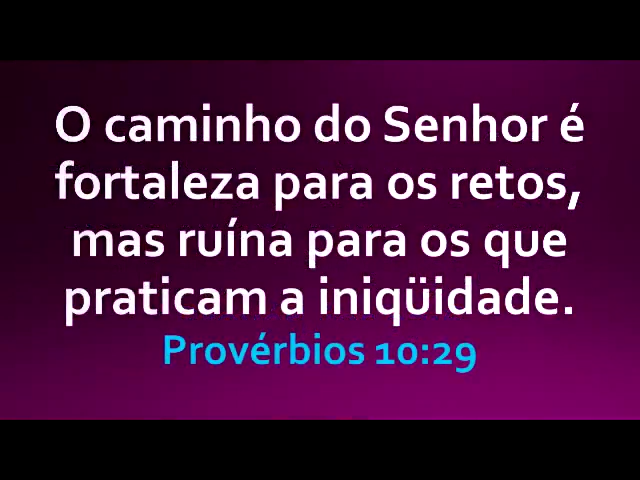 O caminho do Senhor é
fortaleza para os retos,
mas ruína para os que
praticam a iniqüidade.
Provérbios 10:29